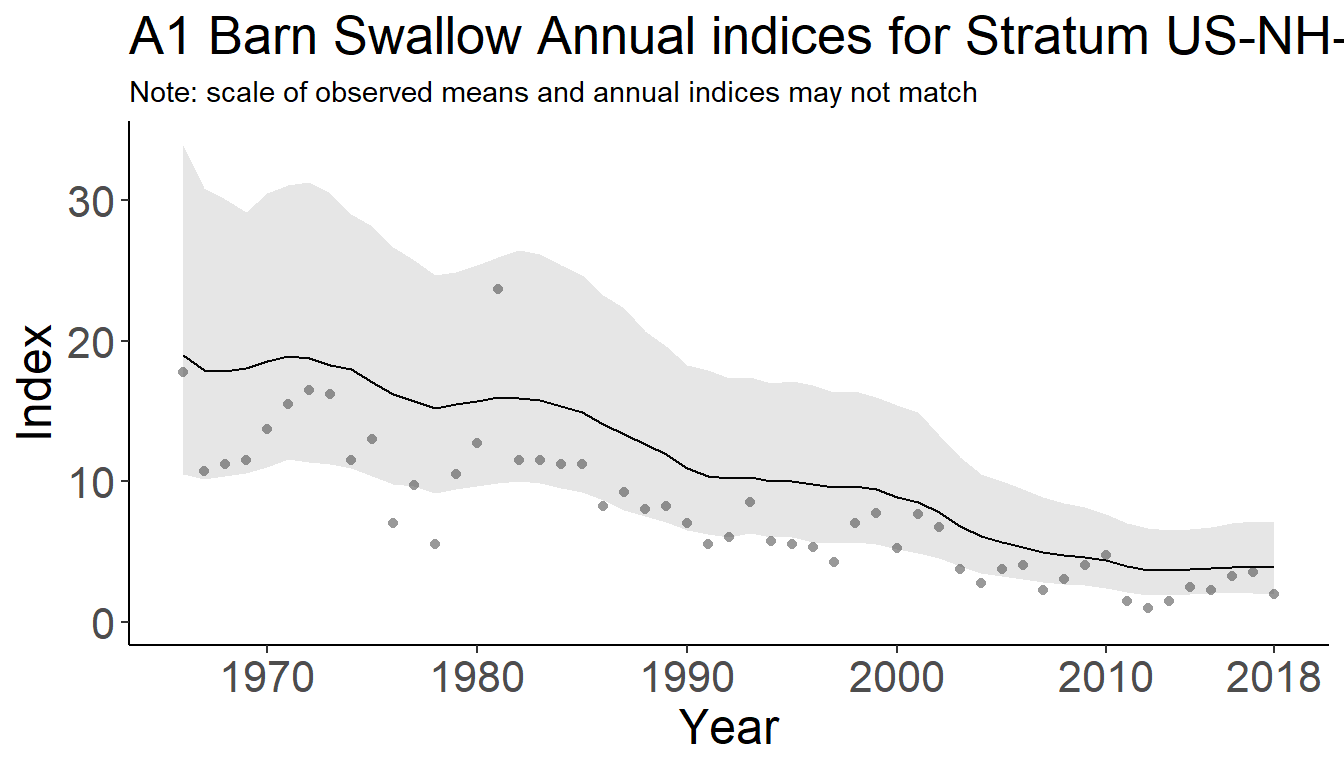 A1 Barn Swallow Annual indices for Stratum US-NH-
Note: scale of observed means and annual indices may not match
Index
30
20
10
0
1970 1980 1990 2000 2010 2018
Year